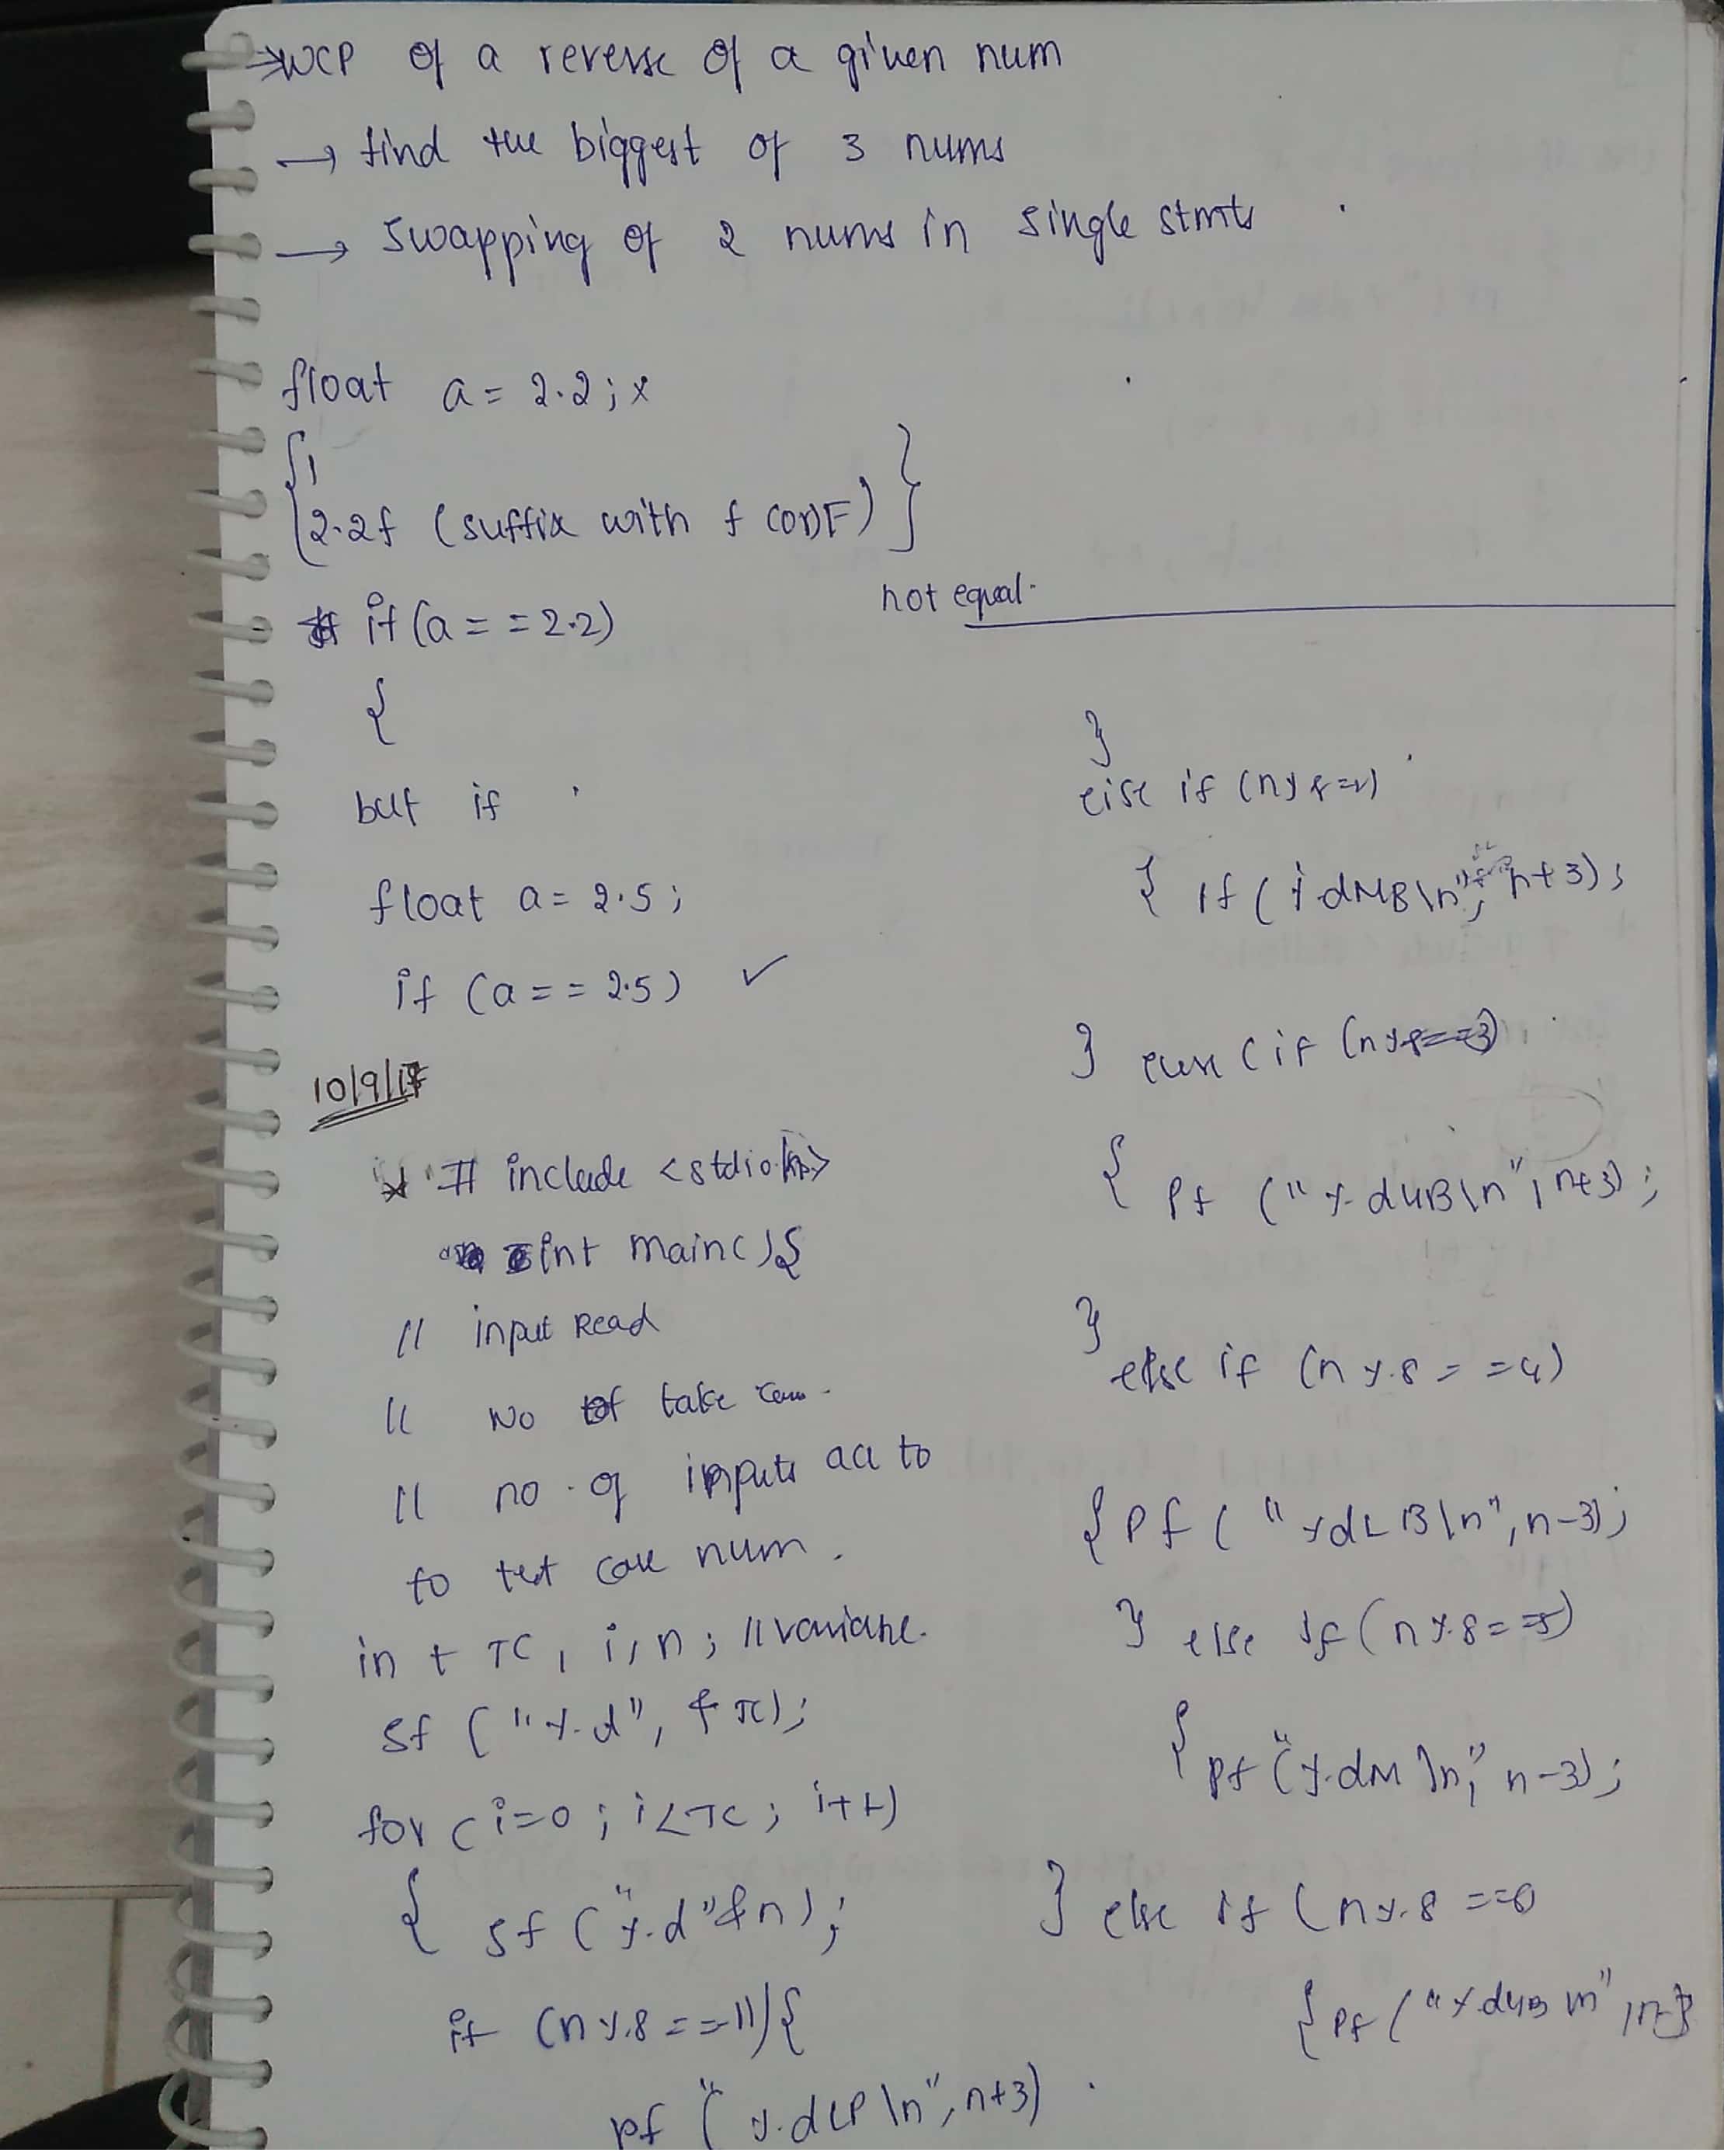 → WCP of a reverse of a given num
→ find the biggest of 3 nums
→ swapping of 2 nums in single stmts
float a = 2.2; x
2.2f (suffix with f (or) F)
if (a = = 2.2)
not equal.
{
but if
float a = 2.5;
if (a = = 2.5) ✓
10/9/17
# include <stdio.h>
int main() {
// input Read
// No of take
// no. of inputs acc to
to test case num.
int TC, i, n; // variable.
sf ("%d", &TC);
for (i=0; i<TC; i++)
{ sf ("%d" &n);
if (n%8 == 1) {
pf ("%dLB\n", n+3)
}
else if (n%8==2)
{ pf (%dMB\n", n+3);
} else (if (n%8==3)
{ pf ("%dUB\n", n+3);
}
else if (n%8 = =4)
{ pf ("%dLB\n", n-3);
} else if (n%8==5)
{ pf ("%dM\n," n-3);
} else if (n%8 ==0
{ pf ("%dUB \n", n-3